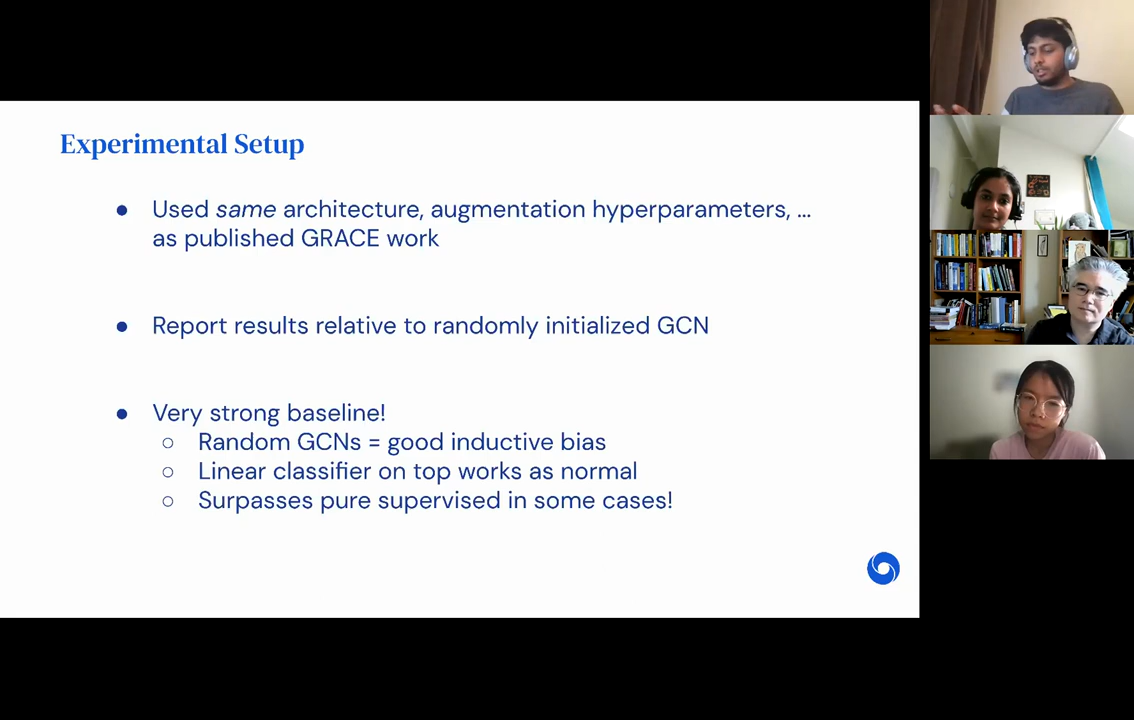 Experimental Setup
● Used same architecture, augmentation hyperparameters, ...
as published GRACE work
● Report results relative to randomly initialized GCN
● Very strong baseline!
○ Random GCNs = good inductive bias
○ Linear classifier on top works as normal
○ Surpasses pure supervised in some cases!